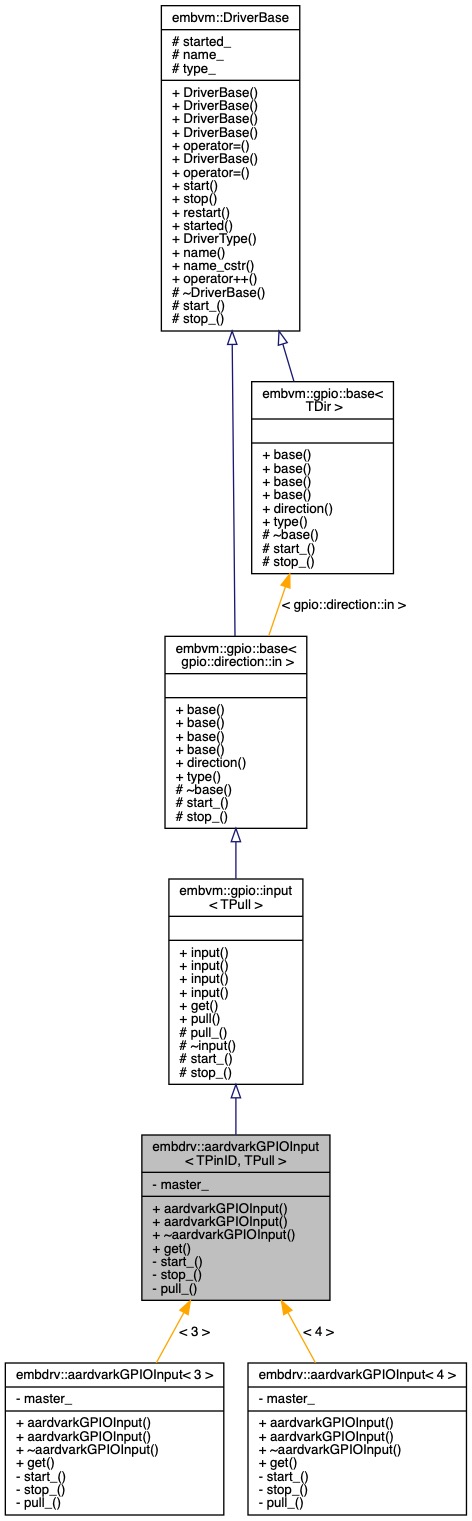 embvm::DriverBase
# started_
# name_
# type_
+ DriverBase()
+ DriverBase()
+ DriverBase()
+ DriverBase()
+ operator=()
+ DriverBase()
+ operator=()
+ start()
+ stop()
+ restart()
+ started()
+ DriverType()
+ name()
+ name_cstr()
+ operator++()
# ~DriverBase()
# start_()
# stop_()
embvm::gpio::base<
TDir >
+ base()
+ base()
+ base()
+ base()
+ direction()
+ type()
# ~base()
# start_()
# stop_()
< gpio::direction::in >
embvm::gpio::base<
gpio::direction::in >
+ base()
+ base()
+ base()
+ base()
+ direction()
+ type()
# ~base()
# start_()
# stop_()
embvm::gpio::input
< TPull >
+ input()
+ input()
+ input()
+ input()
+ get()
+ pull()
# pull_()
# ~input()
# start_()
# stop_()
embdrv::aardvarkGPIOInput
< TPinID, TPull >
- master_
+ aardvarkGPIOInput()
+ aardvarkGPIOInput()
+ ~aardvarkGPIOInput()
+ get()
- start_()
- stop_()
- pull_()
< 3 >
< 4 >
embdrv::aardvarkGPIOInput< 3 >
- master_
+ aardvarkGPIOInput()
+ aardvarkGPIOInput()
+ ~aardvarkGPIOInput()
+ get()
- start_()
- stop_()
- pull_()
embdrv::aardvarkGPIOInput< 4 >
- master_
+ aardvarkGPIOInput()
+ aardvarkGPIOInput()
+ ~aardvarkGPIOInput()
+ get()
- start_()
- stop_()
- pull_()